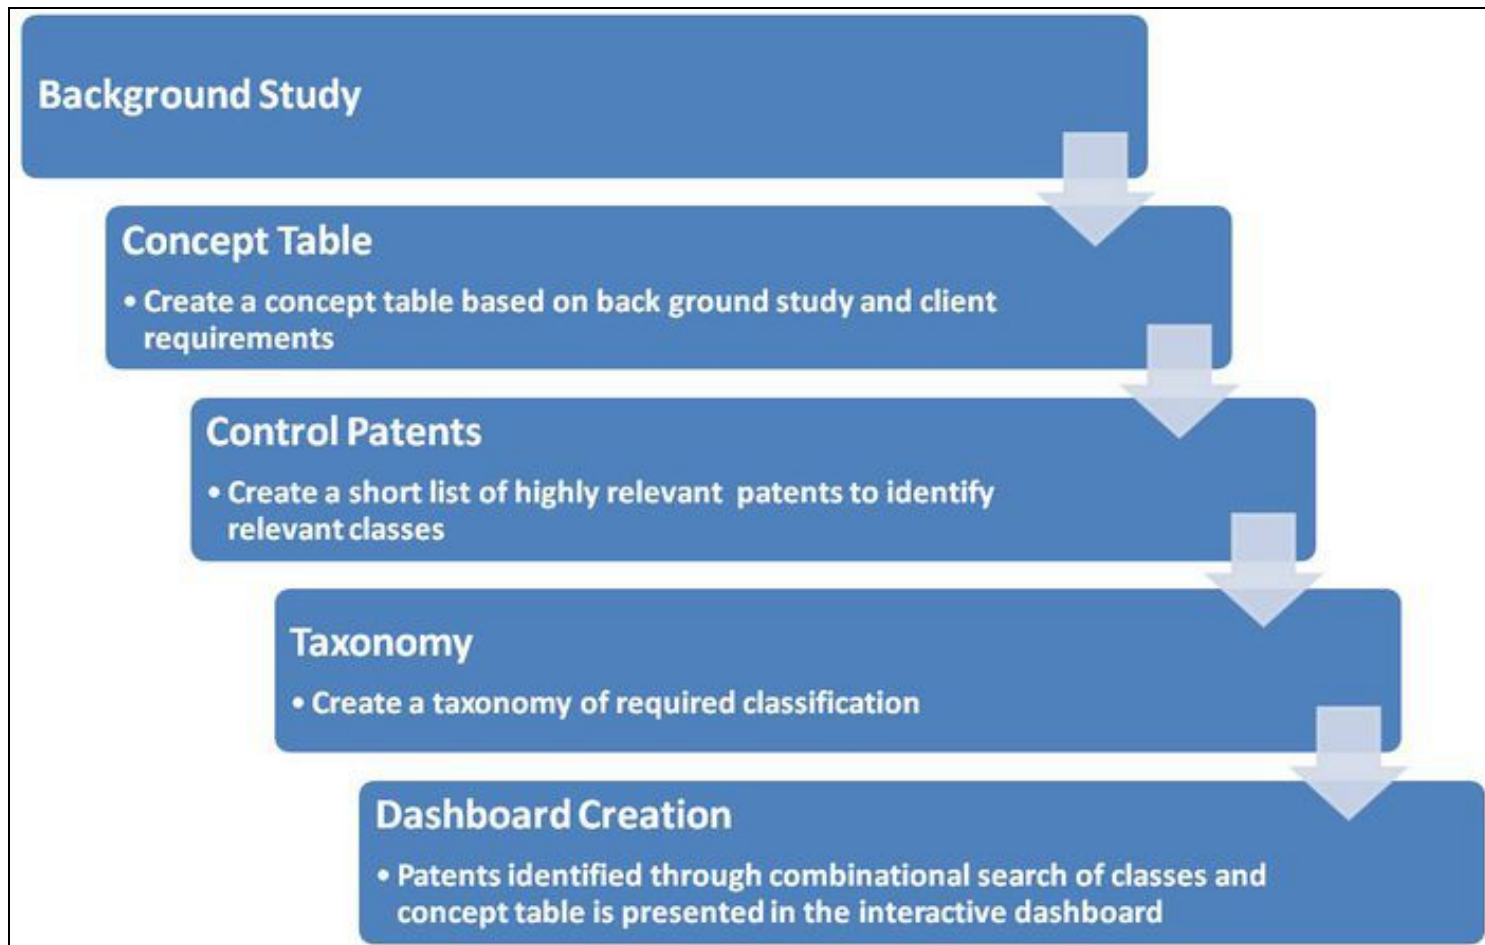 Background Study
Concept Table
• Create a concept table based on back ground study and client
requirements
Control Patents
• Create a short list of highly relevant patents to identify
relevant classes
Taxonomy
• Create a taxonomy of required classification
Dashboard Creation
• Patents identified through combinational search of classes and
concept table is presented in the interactive dashboard